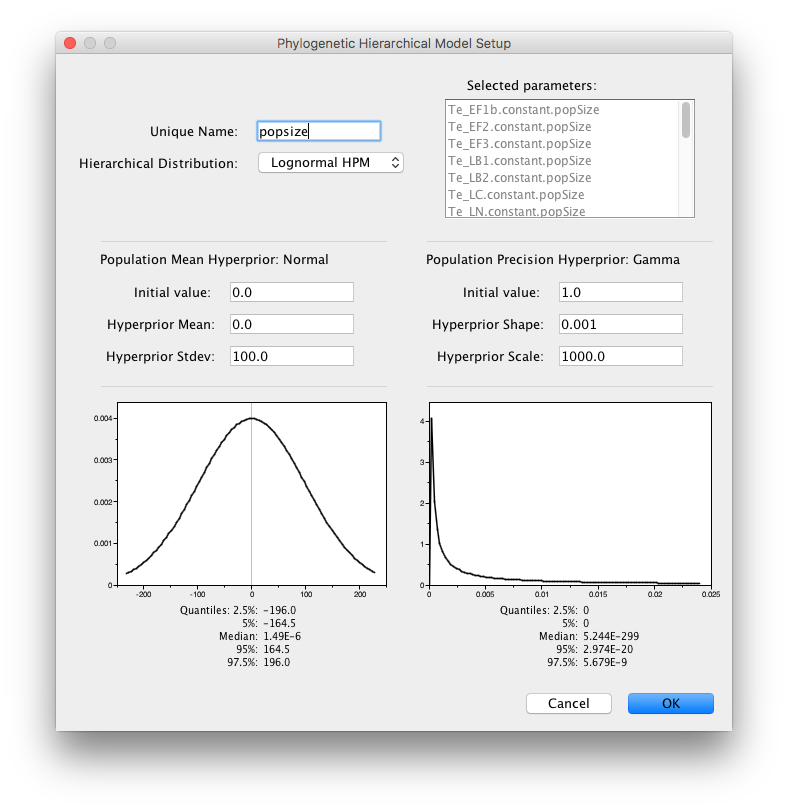 Phylogenetic Hierarchical Model Setup
Selected parameters:
Unique Name: popsize
Hierarchical Distribution: Lognormal HPM
Te_EF1b.constant.popSize
Te_EF2.constant.popSize
Te_EF3.constant.popSize
Te_LB1.constant.popSize
Te_LB2.constant.popSize
Te_LC.constant.popSize
Te_LN.constant.popSize
Population Mean Hyperprior: Normal
Initial value: 0.0
Hyperprior Mean: 0.0
Hyperprior Stdev: 100.0
Population Precision Hyperprior: Gamma
Initial value: 1.0
Hyperprior Shape: 0.001
Hyperprior Scale: 1000.0
0.004
0.003
0.002
0.001
0
-200 -100 0 100 200
Quantiles: 2.5%: -196.0
5%: -164.5
Median: 1.49E-6
95%: 164.5
97.5%: 196.0
4
3
2
1
0
0 0.005 0.01 0.015 0.02 0.025
Quantiles: 2.5%: 0
5%: 0
Median: 5.244E-299
95%: 2.974E-20
97.5%: 5.679E-9
Cancel OK